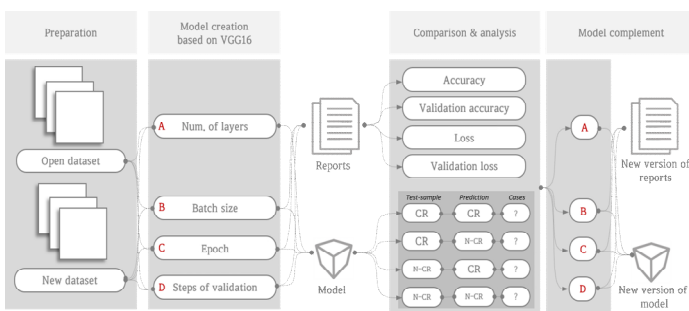 Preparation
Model creation
based on VGG16
Comparison & analysis
Model complement
Open dataset
New dataset
A Num. of layers
B Batch size
C Epoch
D Steps of validation
Reports
Model
Accuracy
Validation accuracy
Loss
Validation loss
Test-sample Prediction Cases
CR CR ?
CR N-CR ?
N-CR CR ?
N-CR N-CR ?
A
B
C
D
New version of
reports
New version of
model